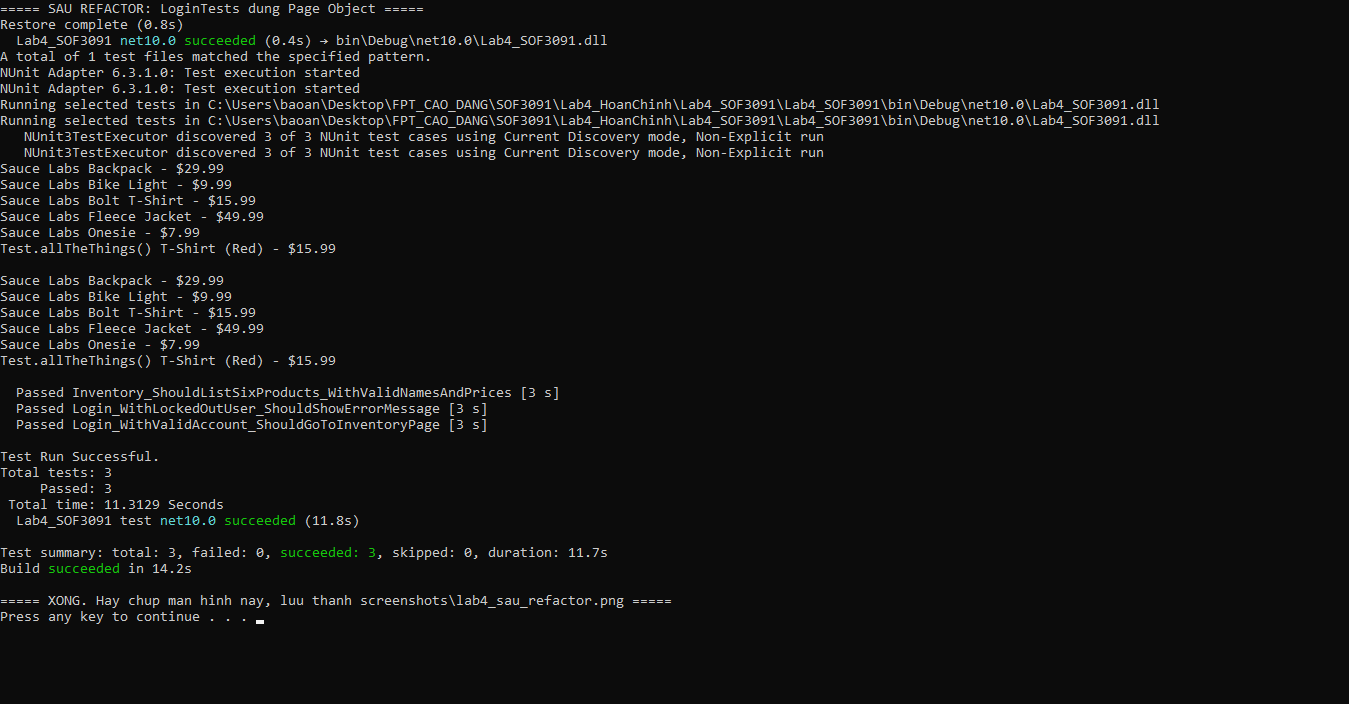 ===== SAU REFACTOR: LoginTests dung Page Object =====
Restore complete (0.8s)
  Lab4_SOF3091 net10.0 succeeded (0.4s) → bin\Debug\net10.0\Lab4_SOF3091.dll
A total of 1 test files matched the specified pattern.
NUnit Adapter 6.3.1.0: Test execution started
NUnit Adapter 6.3.1.0: Test execution started
Running selected tests in C:\Users\baoan\Desktop\FPT_CAO_DANG\SOF3091\Lab4_HoanChinh\Lab4_SOF3091\Lab4_SOF3091\bin\Debug\net10.0\Lab4_SOF3091.dll
Running selected tests in C:\Users\baoan\Desktop\FPT_CAO_DANG\SOF3091\Lab4_HoanChinh\Lab4_SOF3091\Lab4_SOF3091\bin\Debug\net10.0\Lab4_SOF3091.dll
   NUnit3TestExecutor discovered 3 of 3 NUnit test cases using Current Discovery mode, Non-Explicit run
   NUnit3TestExecutor discovered 3 of 3 NUnit test cases using Current Discovery mode, Non-Explicit run
Sauce Labs Backpack - $29.99
Sauce Labs Bike Light - $9.99
Sauce Labs Bolt T-Shirt - $15.99
Sauce Labs Fleece Jacket - $49.99
Sauce Labs Onesie - $7.99
Test.allTheThings() T-Shirt (Red) - $15.99

Sauce Labs Backpack - $29.99
Sauce Labs Bike Light - $9.99
Sauce Labs Bolt T-Shirt - $15.99
Sauce Labs Fleece Jacket - $49.99
Sauce Labs Onesie - $7.99
Test.allTheThings() T-Shirt (Red) - $15.99

  Passed Inventory_ShouldListSixProducts_WithValidNamesAndPrices [3 s]
  Passed Login_WithLockedOutUser_ShouldShowErrorMessage [3 s]
  Passed Login_WithValidAccount_ShouldGoToInventoryPage [3 s]

Test Run Successful.
Total tests: 3
     Passed: 3
 Total time: 11.3129 Seconds
  Lab4_SOF3091 test net10.0 succeeded (11.8s)

Test summary: total: 3, failed: 0, succeeded: 3, skipped: 0, duration: 11.7s
Build succeeded in 14.2s

===== XONG. Hay chup man hinh nay, luu thanh screenshots\lab4_sau_refactor.png =====
Press any key to continue . . .